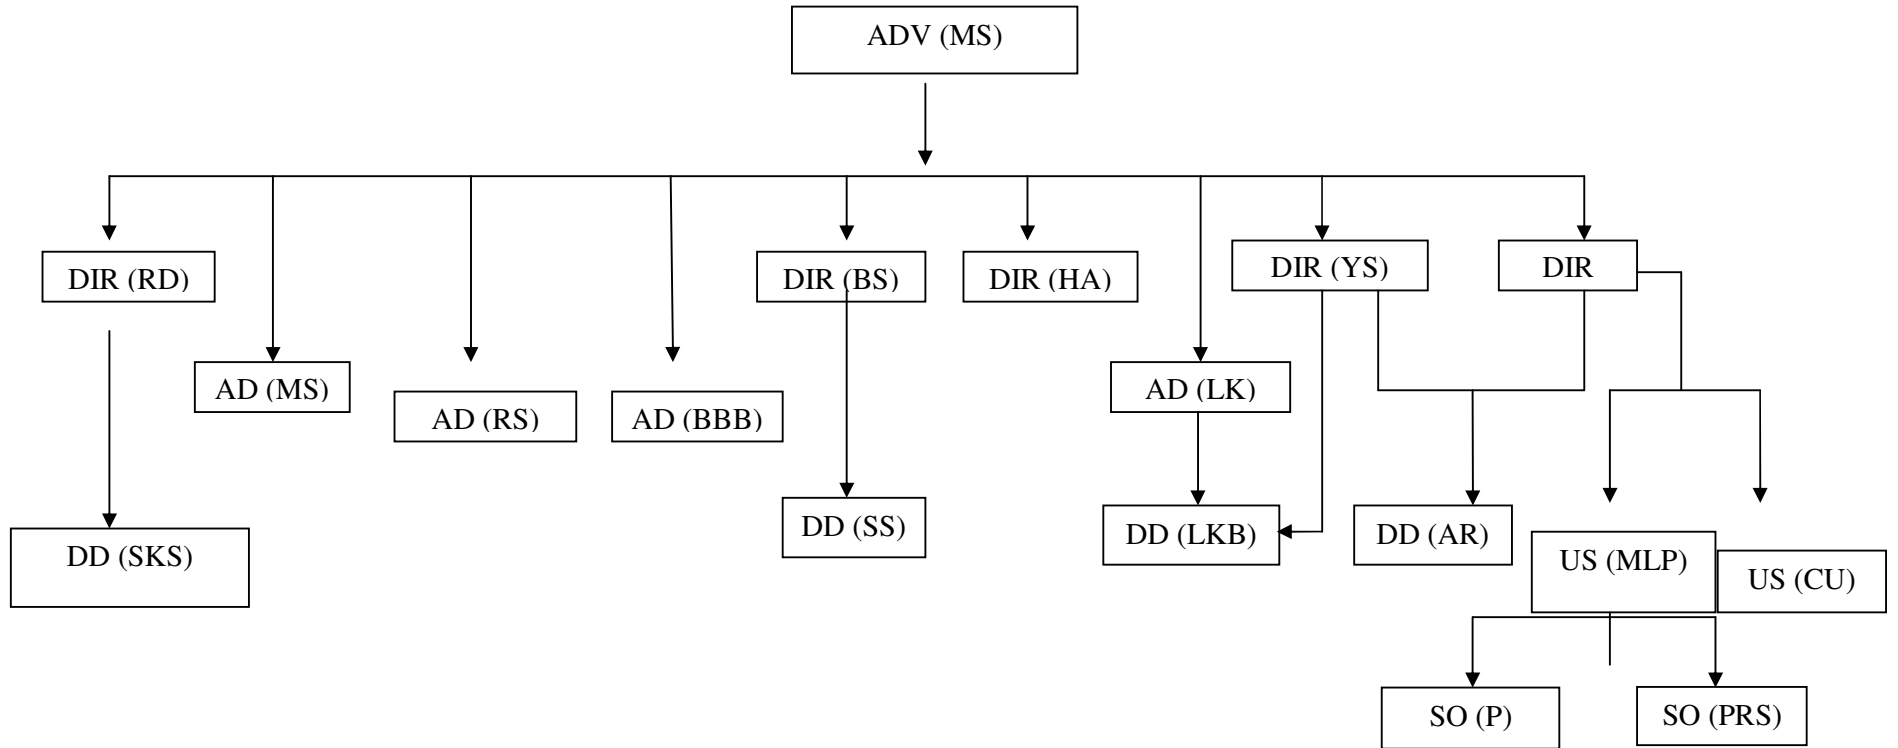 ADV (MS)
DIR (RD)
DIR (BS)
DIR (HA)
DIR (YS)
DIR
AD (MS)
AD (RS)
AD (BBB)
AD (LK)
DD (SKS)
DD (SS)
DD (LKB)
DD (AR)
US (MLP)
US (CU)
SO (P)
SO (PRS)